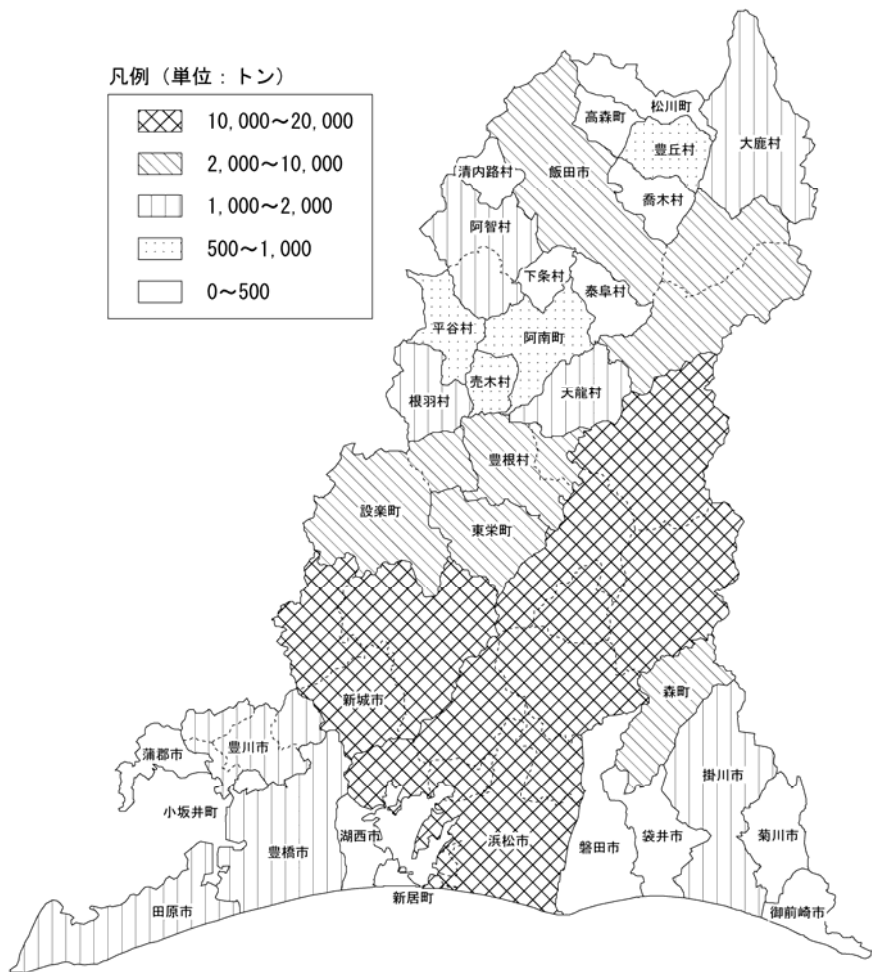 凡例（単位：トン）
10,000～20,000
2,000～10,000
1,000～2,000
500～1,000
0～500
松川町
高森町
大鹿村
豊丘村
清内路村
飯田市
喬木村
阿智村
下条村
泰阜村
平谷村
阿南町
売木村
天龍村
根羽村
豊根村
設楽町
東栄町
新城市
森町
豊川市
蒲郡市
掛川市
小坂井町
湖西市
浜松市
磐田市
袋井市
菊川市
豊橋市
新居町
田原市
御前崎市